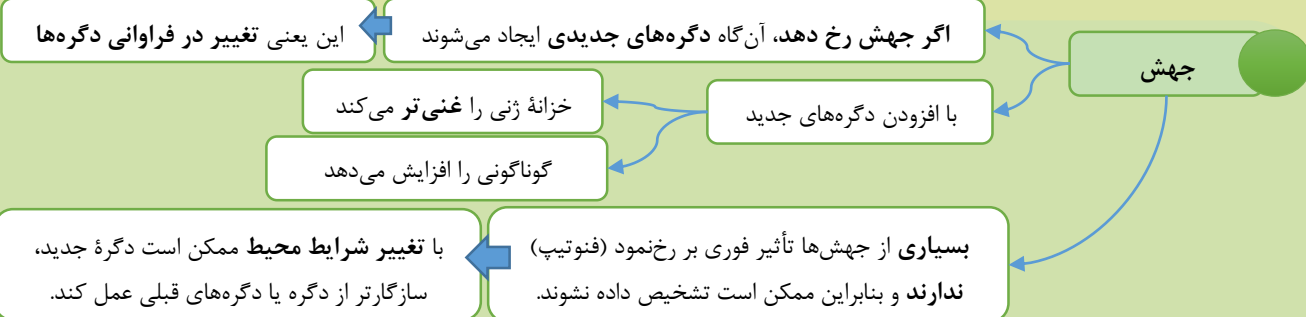 جهش
اگر جهش رخ دهد، آن‌گاه دگره‌های جدیدی ایجاد می‌شوند
این یعنی تغییر در فراوانی دگره‌ها
با افزودن دگره‌های جدید
خزانهٔ ژنی را غنی‌تر می‌کند
گوناگونی را افزایش می‌دهد
بسیاری از جهش‌ها تأثیر فوری بر رخ‌نمود (فنوتیپ)
ندارند و بنابراین ممکن است تشخیص داده نشوند.
با تغییر شرایط محیط ممکن است دگرهٔ جدید،
سازگارتر از دگره یا دگره‌های قبلی عمل کند.